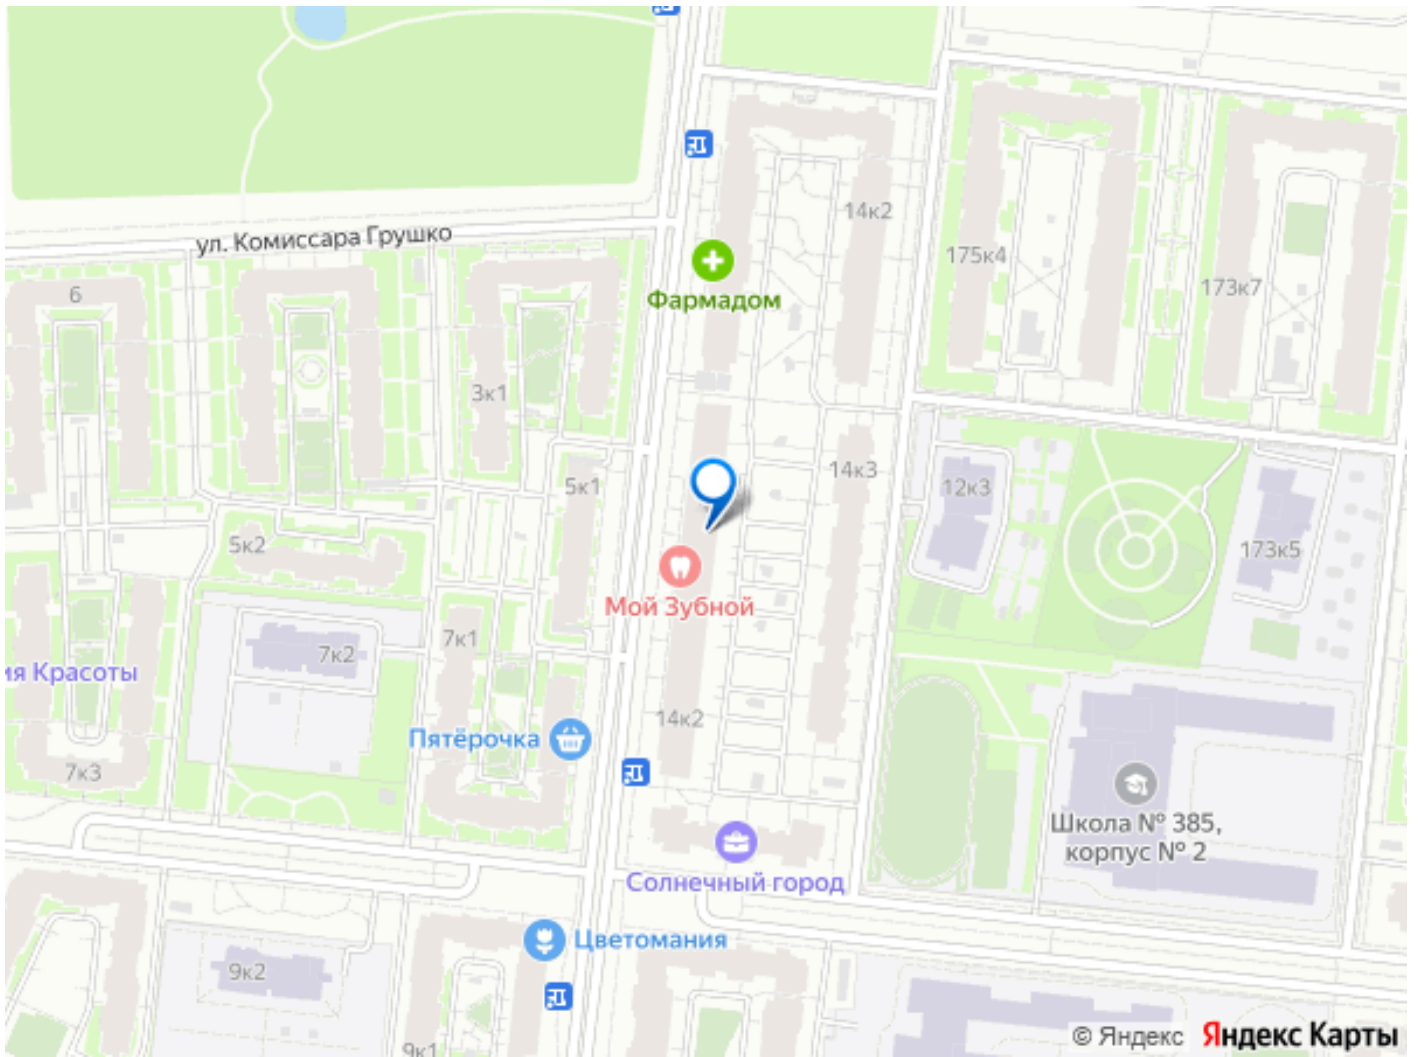 ул. Комиссара Грушко
14к2
175к4
173к7
6
Фармадом
3к1
5к1
14к3
12к3
5к2
173к5
Мой Зубной
7к1
7к2
ия Красоты
14к2
Пятёрочка
7к3
Школа № 385,
корпус № 2
Солнечный город
Цветомания
9к2
9к1
© Яндекс Яндекс Карты